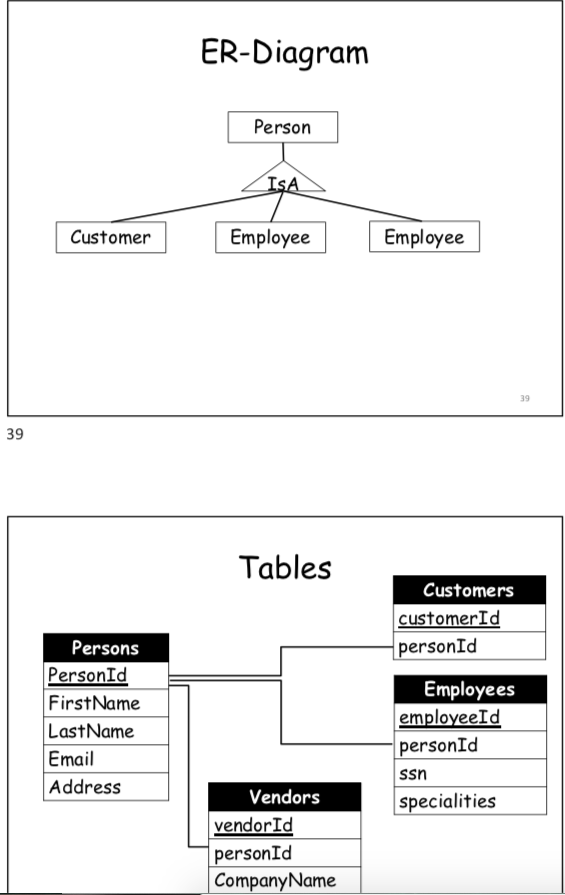 ER-Diagram
Person
IsA
Customer
Employee
Employee
39
39
Tables
Persons
PersonId
FirstName
LastName
Email
Address
Customers
customerId
personId
Employees
employeeId
personId
ssn
specialities
Vendors
vendorId
personId
CompanyName